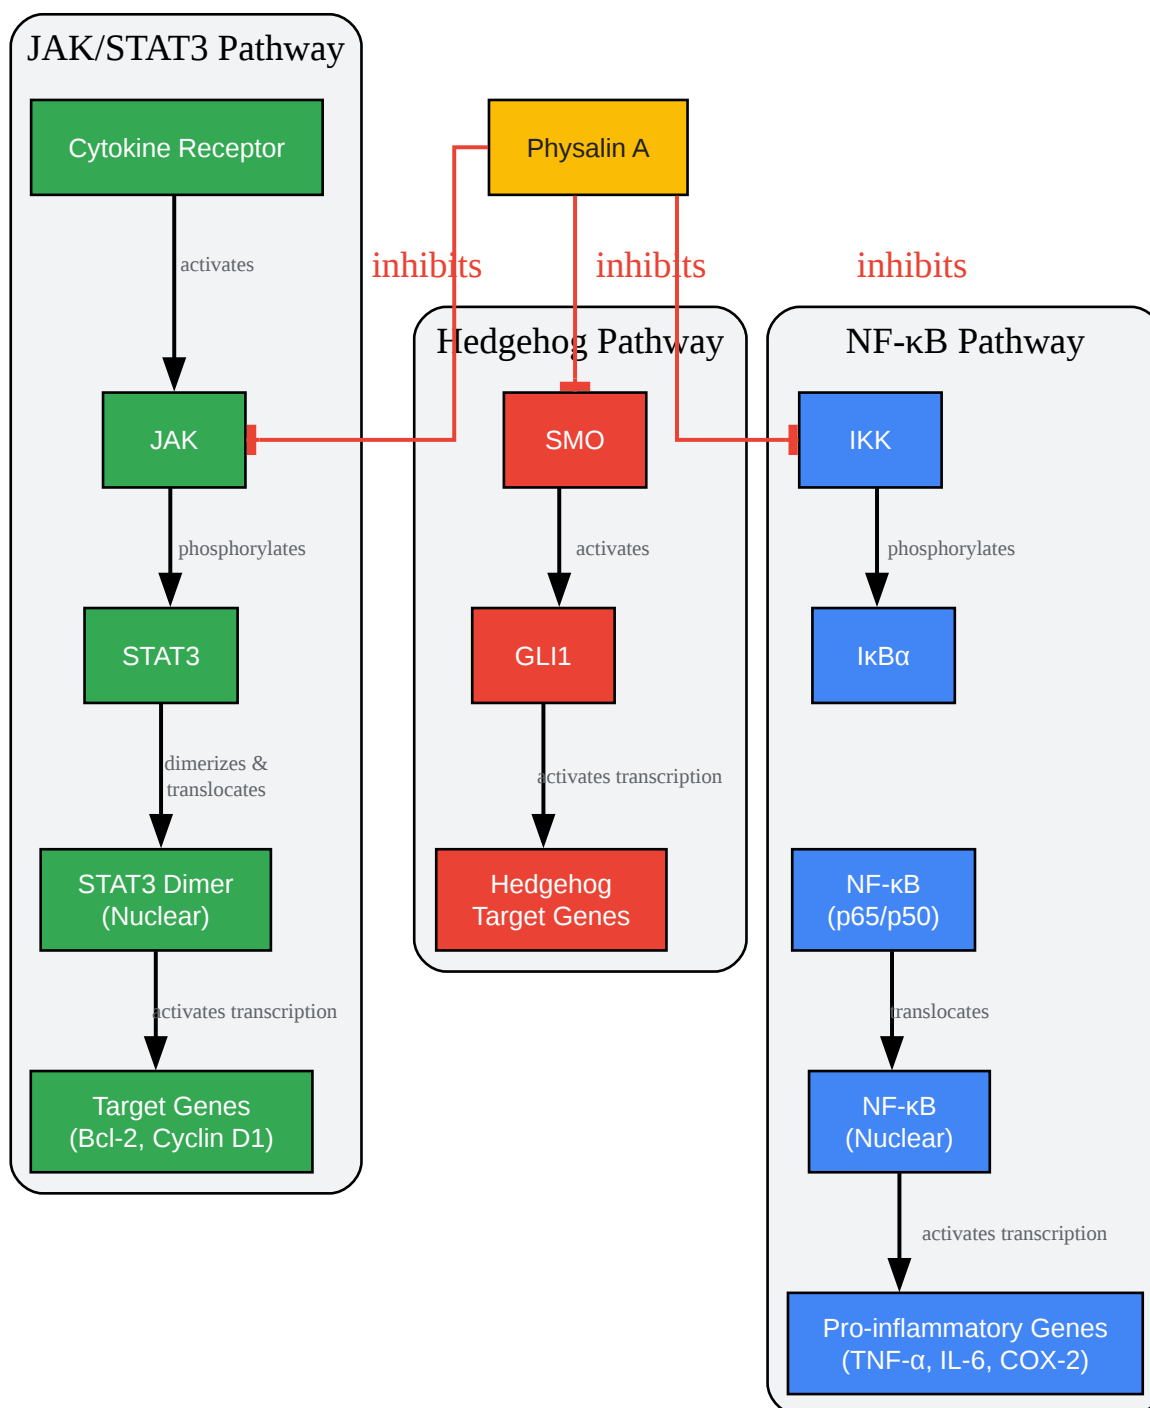 JAK/STAT3 Pathway
Cytokine Receptor
activates
JAK
phosphorylates
STAT3
dimerizes &
translocates
STAT3 Dimer
(Nuclear)
activates transcription
Target Genes
(Bcl-2, Cyclin D1)
Physalin A
inhibits
inhibits
inhibits
Hedgehog Pathway
SMO
activates
GLI1
activates transcription
Hedgehog
Target Genes
NF-κB Pathway
IKK
phosphorylates
IκBα
NF-κB
(p65/p50)
translocates
NF-κB
(Nuclear)
activates transcription
Pro-inflammatory Genes
(TNF-α, IL-6, COX-2)